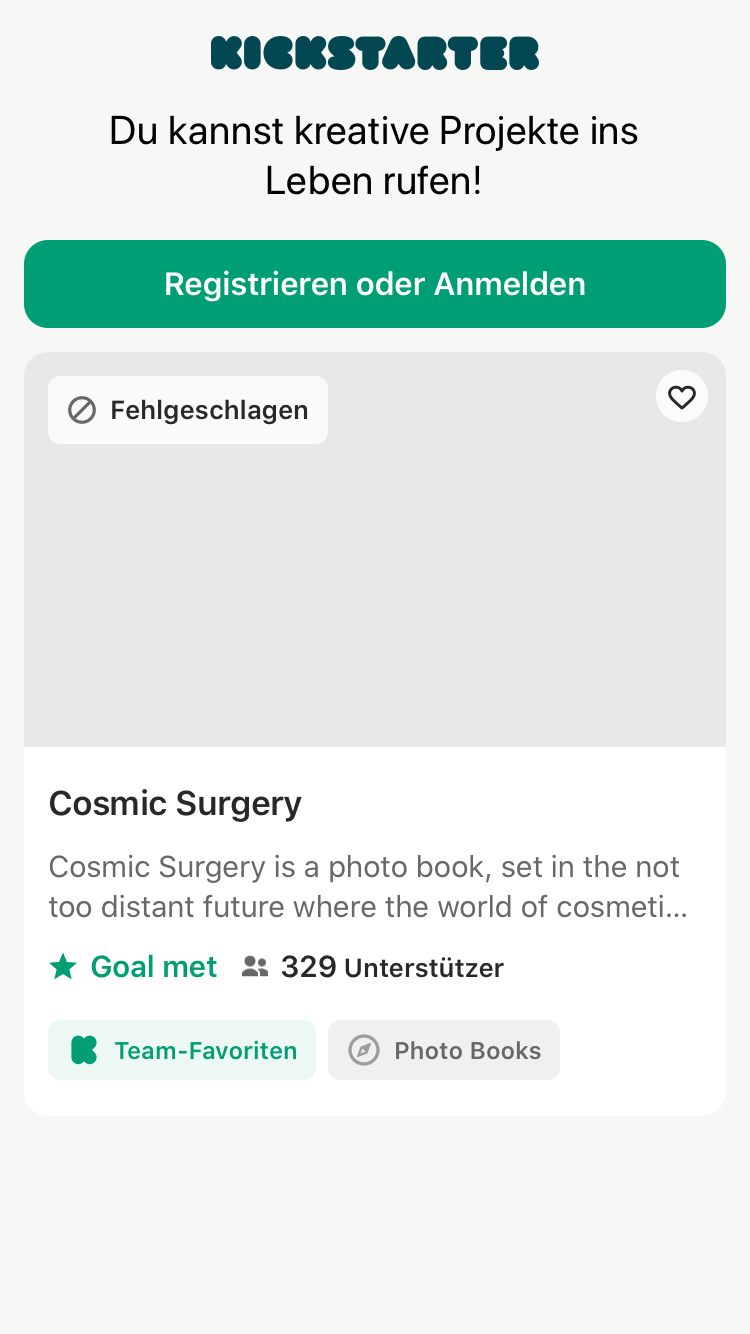 KICKSTARTER
Du kannst kreative Projekte ins
Leben rufen!
Registrieren oder Anmelden
Fehlgeschlagen
Cosmic Surgery
Cosmic Surgery is a photo book, set in the not
too distant future where the world of cosmeti...
Goal met 329 Unterstützer
Team-Favoriten Photo Books